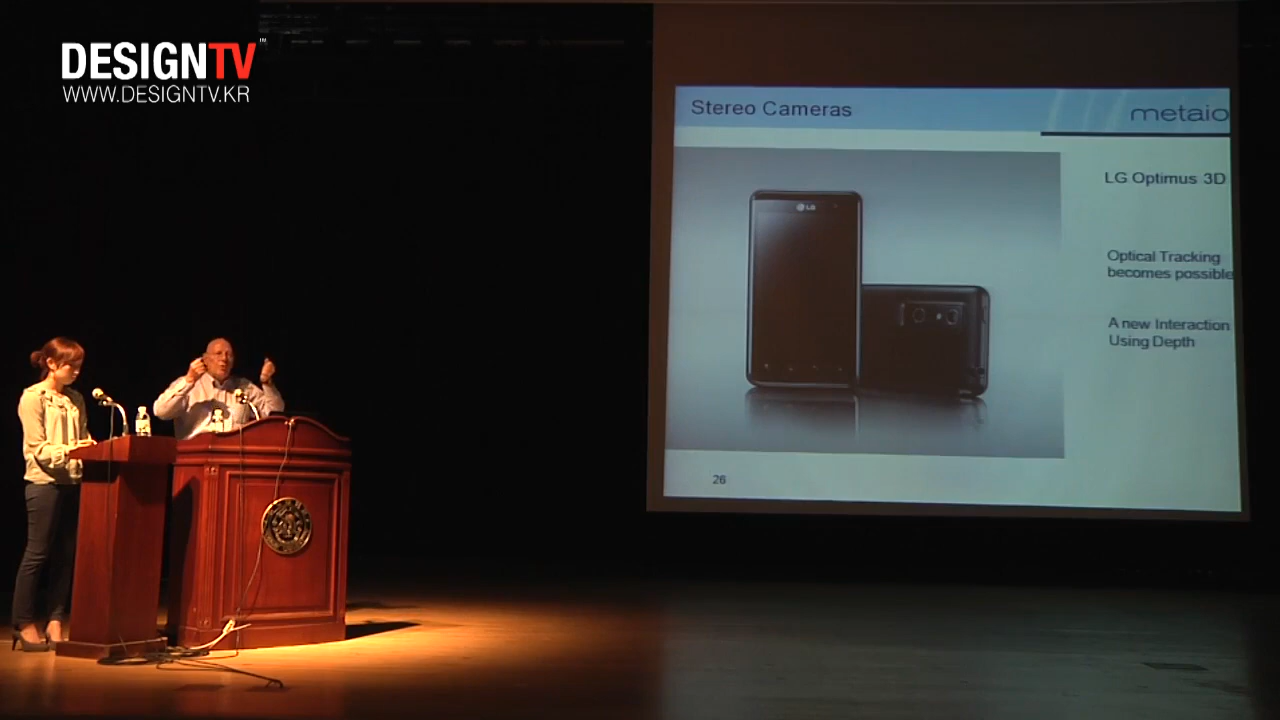 DESIGNTV
WWW.DESIGNTV.KR
Stereo Cameras
metaio
LG Optimus 3D
LG
Optical Tracking
becomes possible
A new Interaction
Using Depth
26